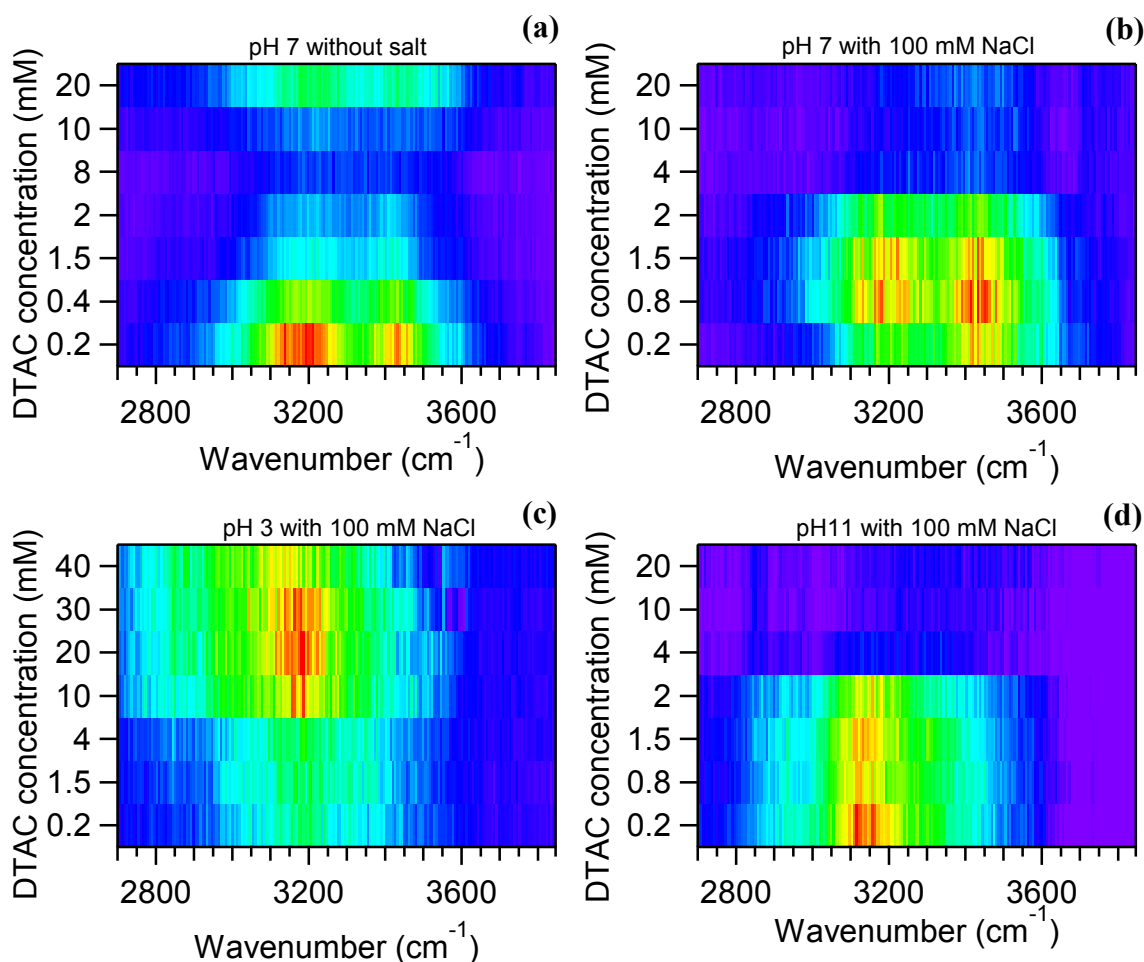 (a)
pH 7 without salt
DTAC concentration (mM)
20
10
8
2
1.5
0.4
0.2
2800 3200 3600
Wavenumber (cm⁻¹)
(b)
pH 7 with 100 mM NaCl
DTAC concentration (mM)
20
10
4
2
1.5
0.8
0.2
2800 3200 3600
Wavenumber (cm⁻¹)
(c)
pH 3 with 100 mM NaCl
DTAC concentration (mM)
40
30
20
10
4
1.5
0.2
2800 3200 3600
Wavenumber (cm⁻¹)
(d)
pH11 with 100 mM NaCl
DTAC concentration (mM)
20
10
4
2
1.5
0.8
0.2
2800 3200 3600
Wavenumber (cm⁻¹)